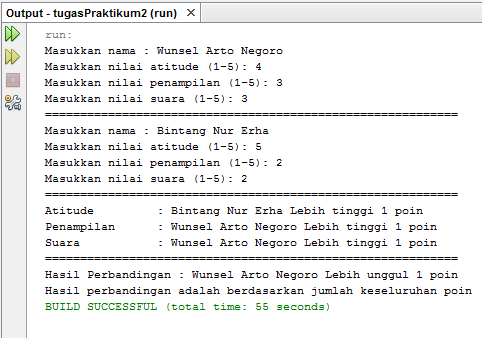 Output - tugasPraktikum2 (run) ×
run:
Masukkan nama : Wunsel Arto Negoro
Masukkan nilai atitude (1-5): 4
Masukkan nilai penampilan (1-5): 3
Masukkan nilai suara (1-5): 3
==========================================================
Masukkan nama : Bintang Nur Erha
Masukkan nilai atitude (1-5): 5
Masukkan nilai penampilan (1-5): 2
Masukkan nilai suara (1-5): 2
==========================================================
Atitude         : Bintang Nur Erha Lebih tinggi 1 poin
Penampilan      : Wunsel Arto Negoro Lebih tinggi 1 poin
Suara           : Wunsel Arto Negoro Lebih tinggi 1 poin
==========================================================
Hasil Perbandingan : Wunsel Arto Negoro Lebih unggul 1 poin
Hasil perbandingan adalah berdasarkan jumlah keseluruhan poin
BUILD SUCCESSFUL (total time: 55 seconds)